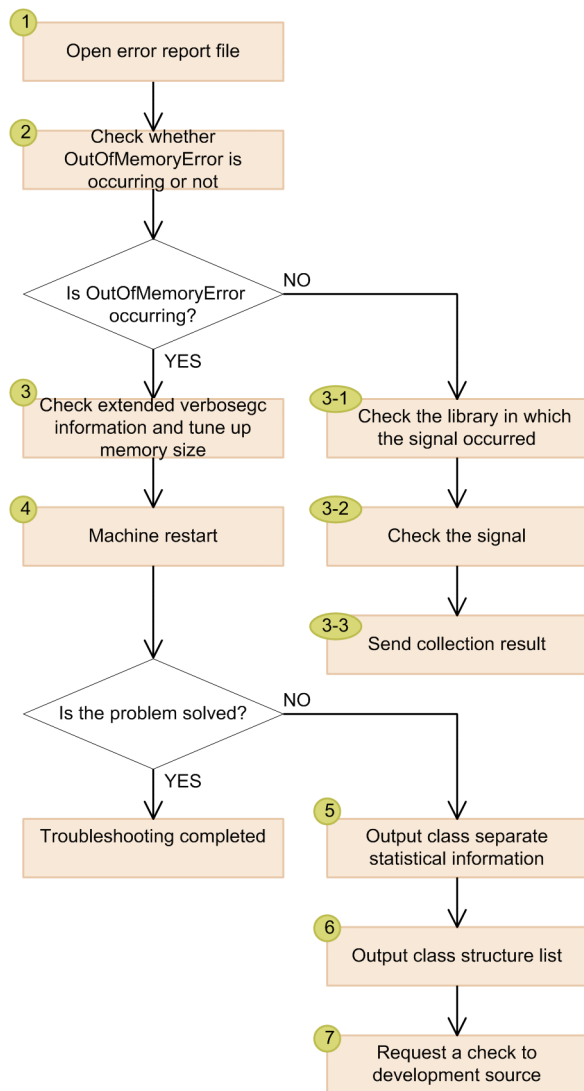 1
Open error report file
2
Check whether
OutOfMemoryError is
occurring or not
Is OutOfMemoryError
occurring?
NO
YES
3
Check extended verbosegc
information and tune up
memory size
3-1
Check the library in which
the signal occurred
4
Machine restart
3-2
Check the signal
3-3
Send collection result
Is the problem solved?
NO
YES
Troubleshooting completed
5
Output class separate
statistical information
6
Output class structure list
7
Request a check to
development source